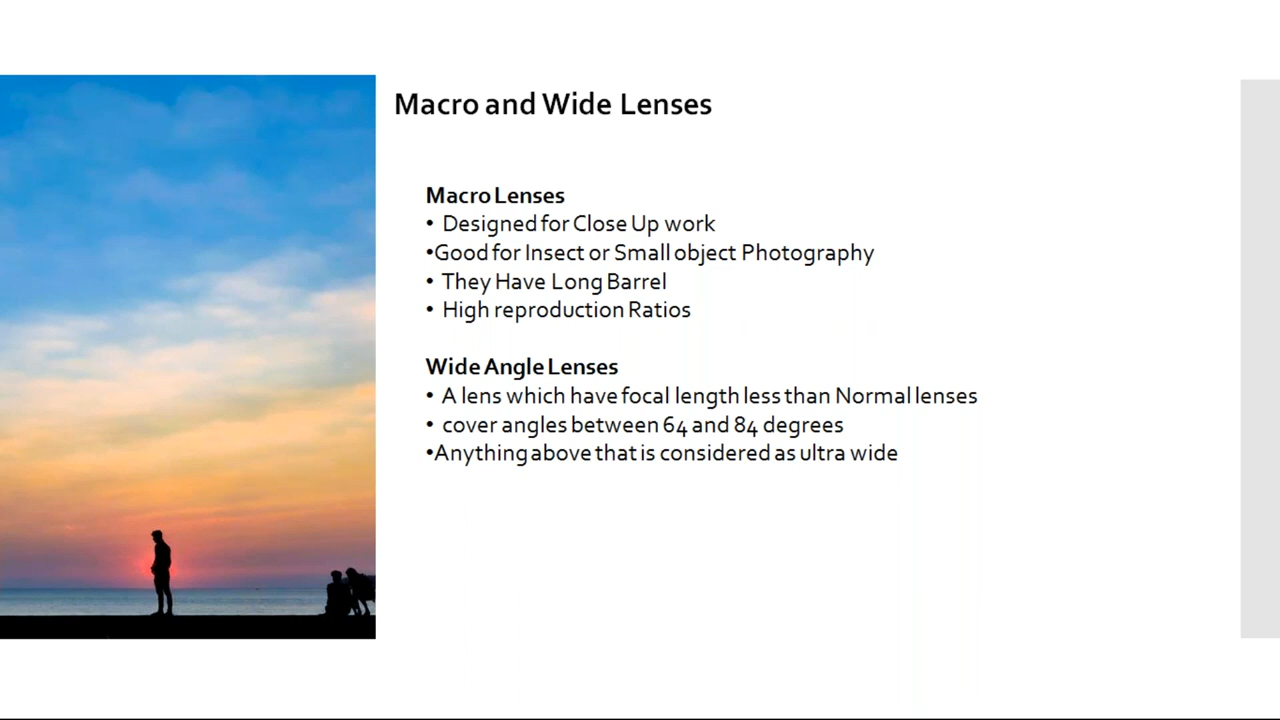 Macro and Wide Lenses
Macro Lenses
• Designed for Close Up work
•Good for Insect or Small object Photography
• They Have Long Barrel
• High reproduction Ratios
Wide Angle Lenses
• A lens which have focal length less than Normal lenses
• cover angles between 64 and 84 degrees
•Anything above that is considered as ultra wide